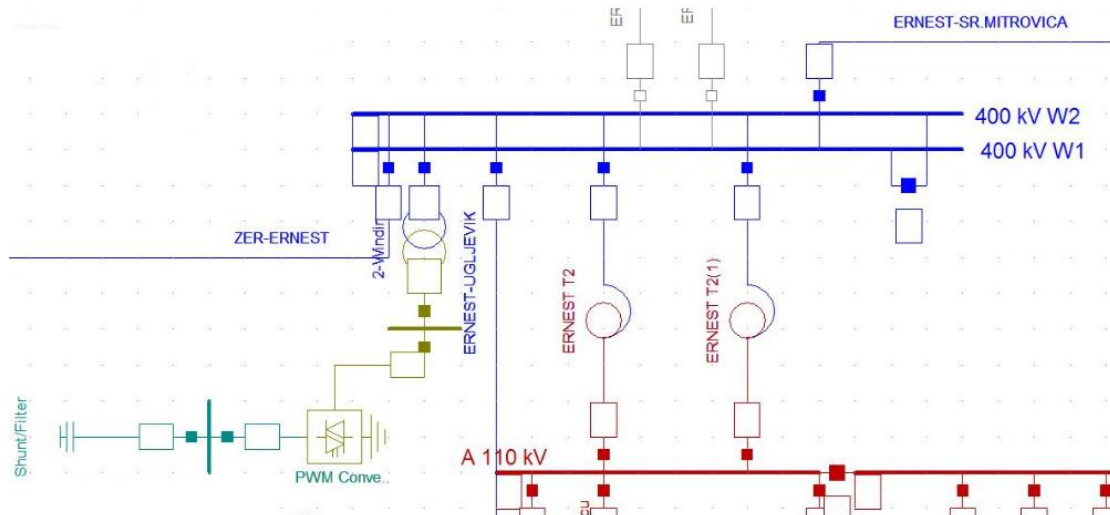 ERNEST-SR.MITROVICA
400 kV W2
400 kV W1
ZER-ERNEST
2-Windin
ERNEST-UGLJEVIK
ERNEST T2
ERNEST T2(1)
Shunt/Filter
PWM Conve..
A 110 kV